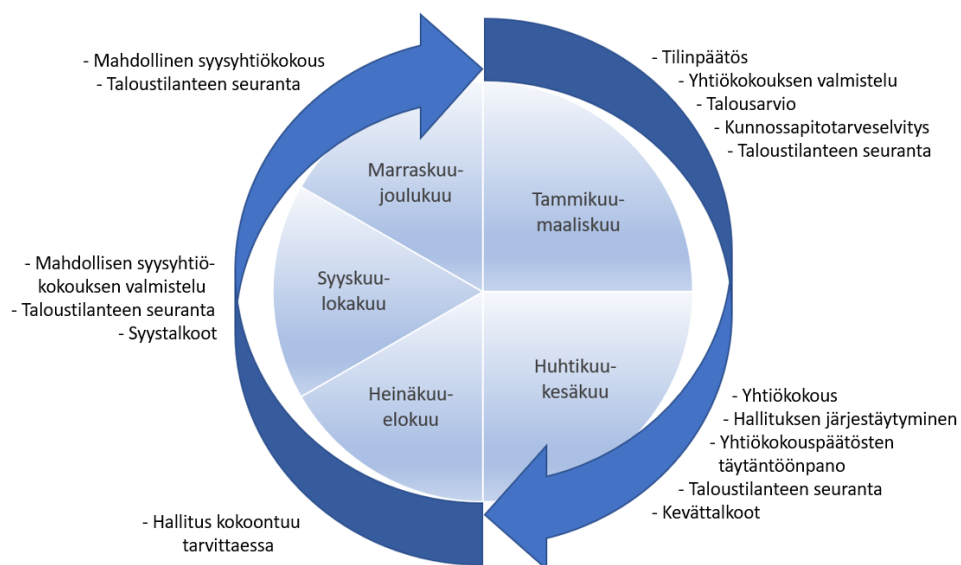 - Mahdollinen syysyhtiökokous
- Taloustilanteen seuranta
- Tilinpäätös
- Yhtiökokouksen valmistelu
- Talousarvio
- Kunnossapitotarveselvitys
- Taloustilanteen seuranta
Marraskuu-
joulukuu
Tammikuu-
maaliskuu
- Mahdollisen syysyhtiö-
kokouksen valmistelu
- Taloustilanteen seuranta
- Syystalkoot
Syyskuu-
lokakuu
Heinäkuu-
elokuu
Huhtikuu-
kesäkuu
- Yhtiökokous
- Hallituksen järjestäytyminen
- Yhtiökokouspäätösten
täytäntöönpano
- Taloustilanteen seuranta
- Kevättalkoot
- Hallitus kokoontuu
tarvittaessa